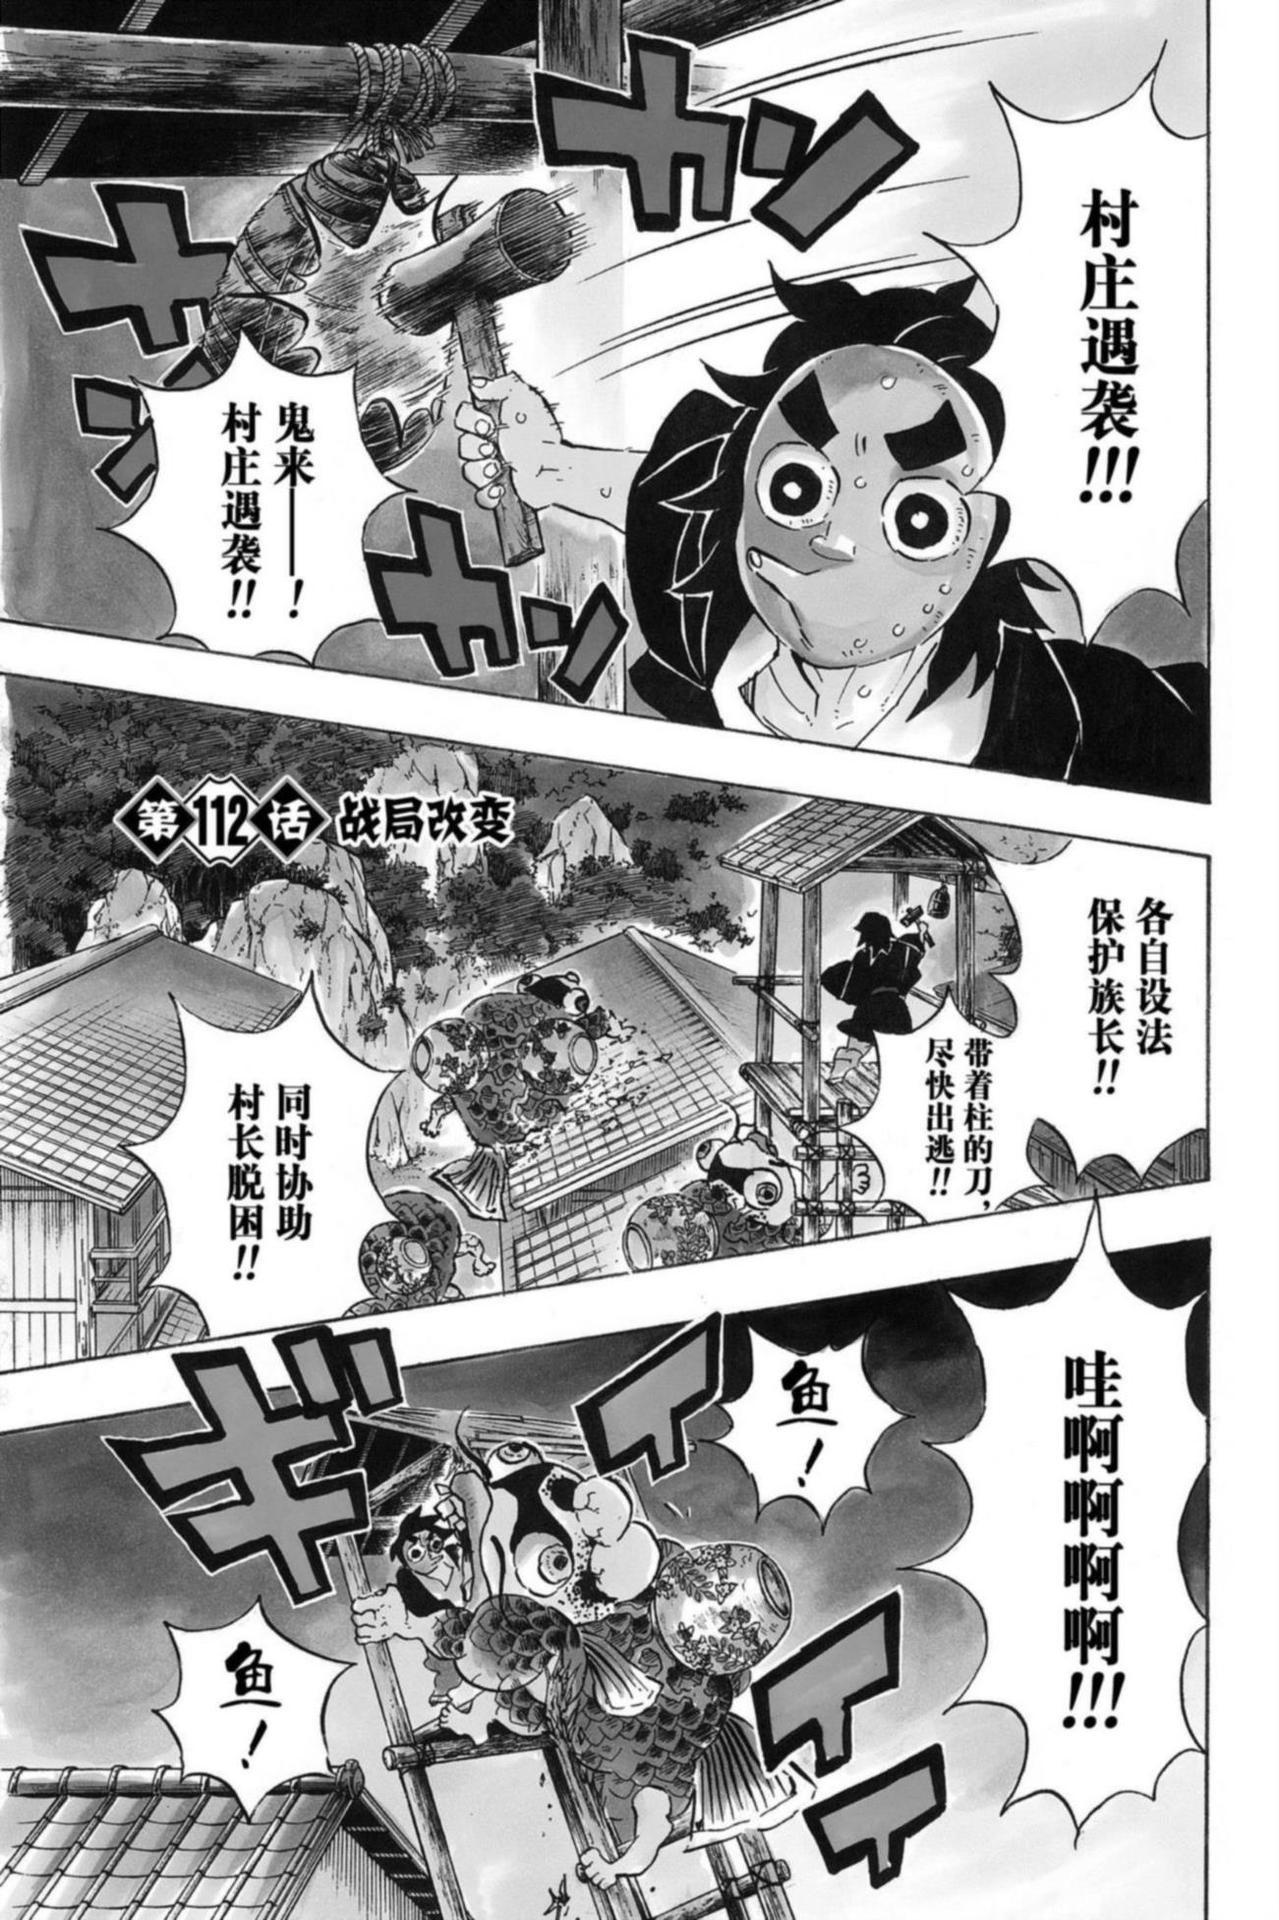 村庄遇袭!!!
カン
カン
鬼来——！
村庄遇袭!!
カン
第112话 战局改变
各自设法
保护族长!!
带着柱的刀，
尽快出逃!!
同时协助
村长脱困!!
哇啊啊啊啊!!!
鱼！
ギィィィ
鱼！